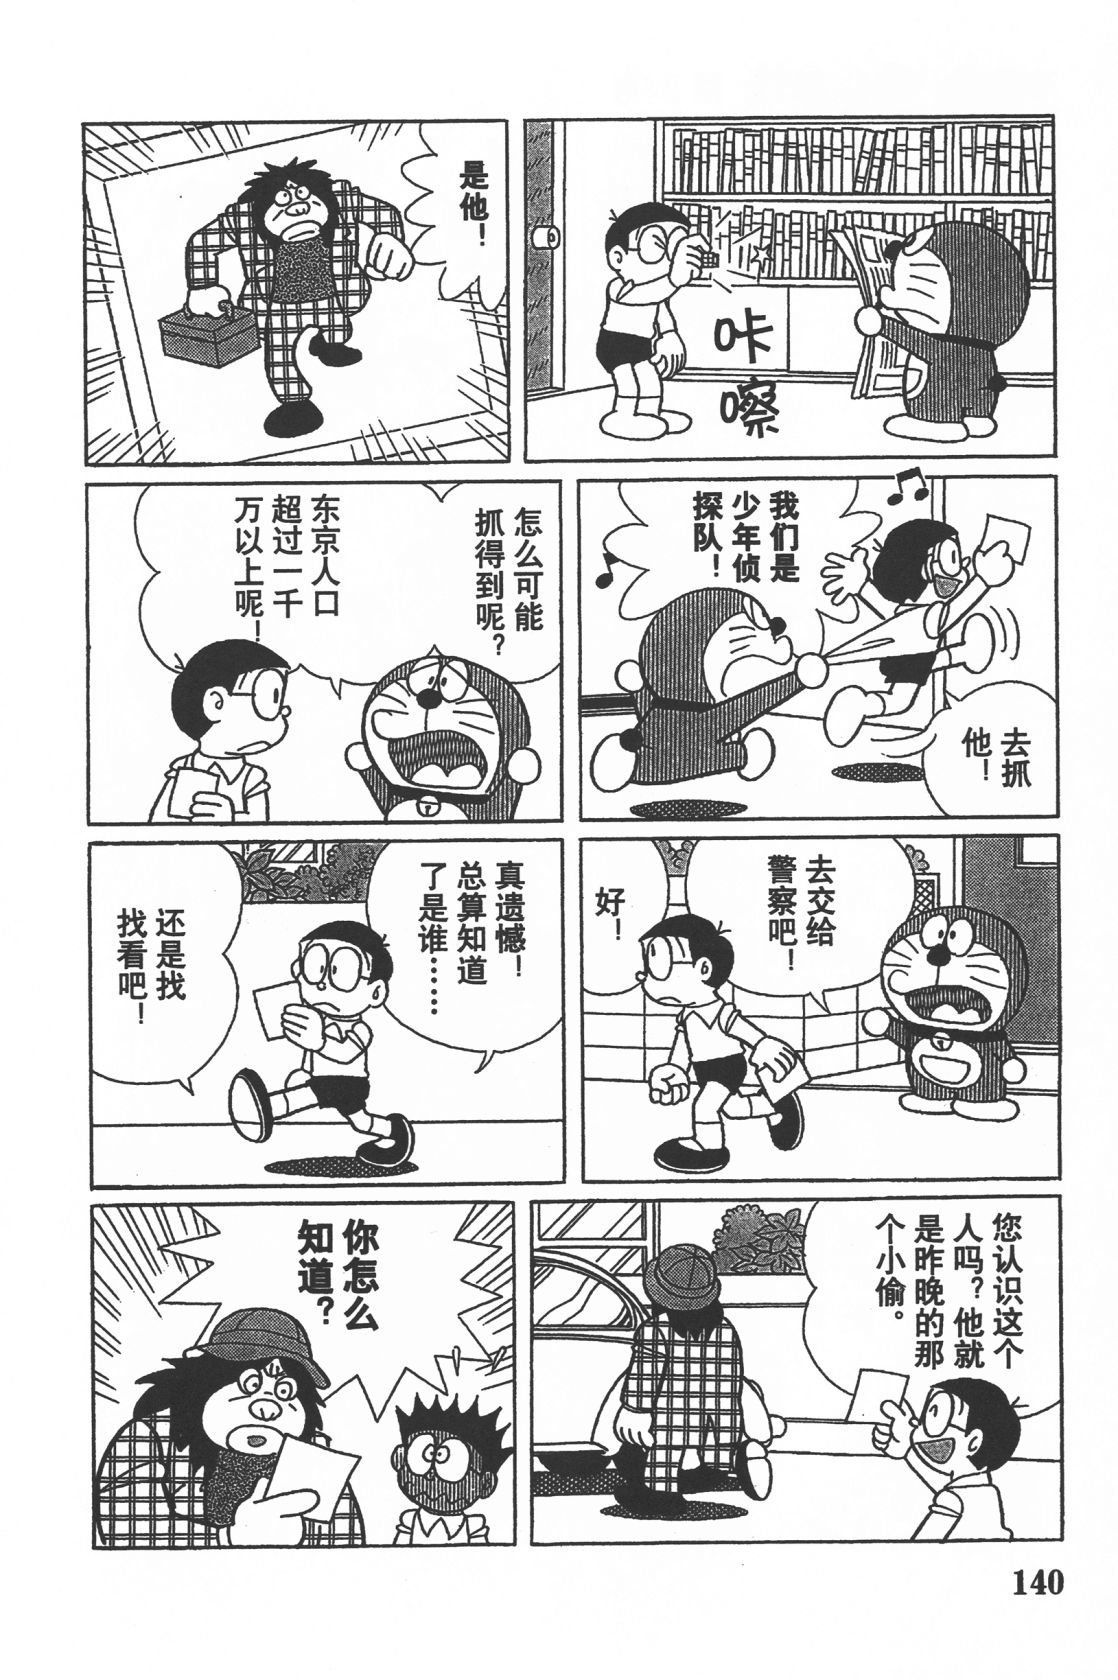 咔
嚓
是他！
我们是
少年侦
探队！
去抓
他！
怎么可能
抓得到呢？
东京人口
超过一千
万以上呢！
去交给
警察吧！
好！
真遗憾！
总算知道
了是谁……
还是找
找看吧！
您认识这个
人吗？他就
是昨晚的那
个小偷。
你怎么
知道？
140